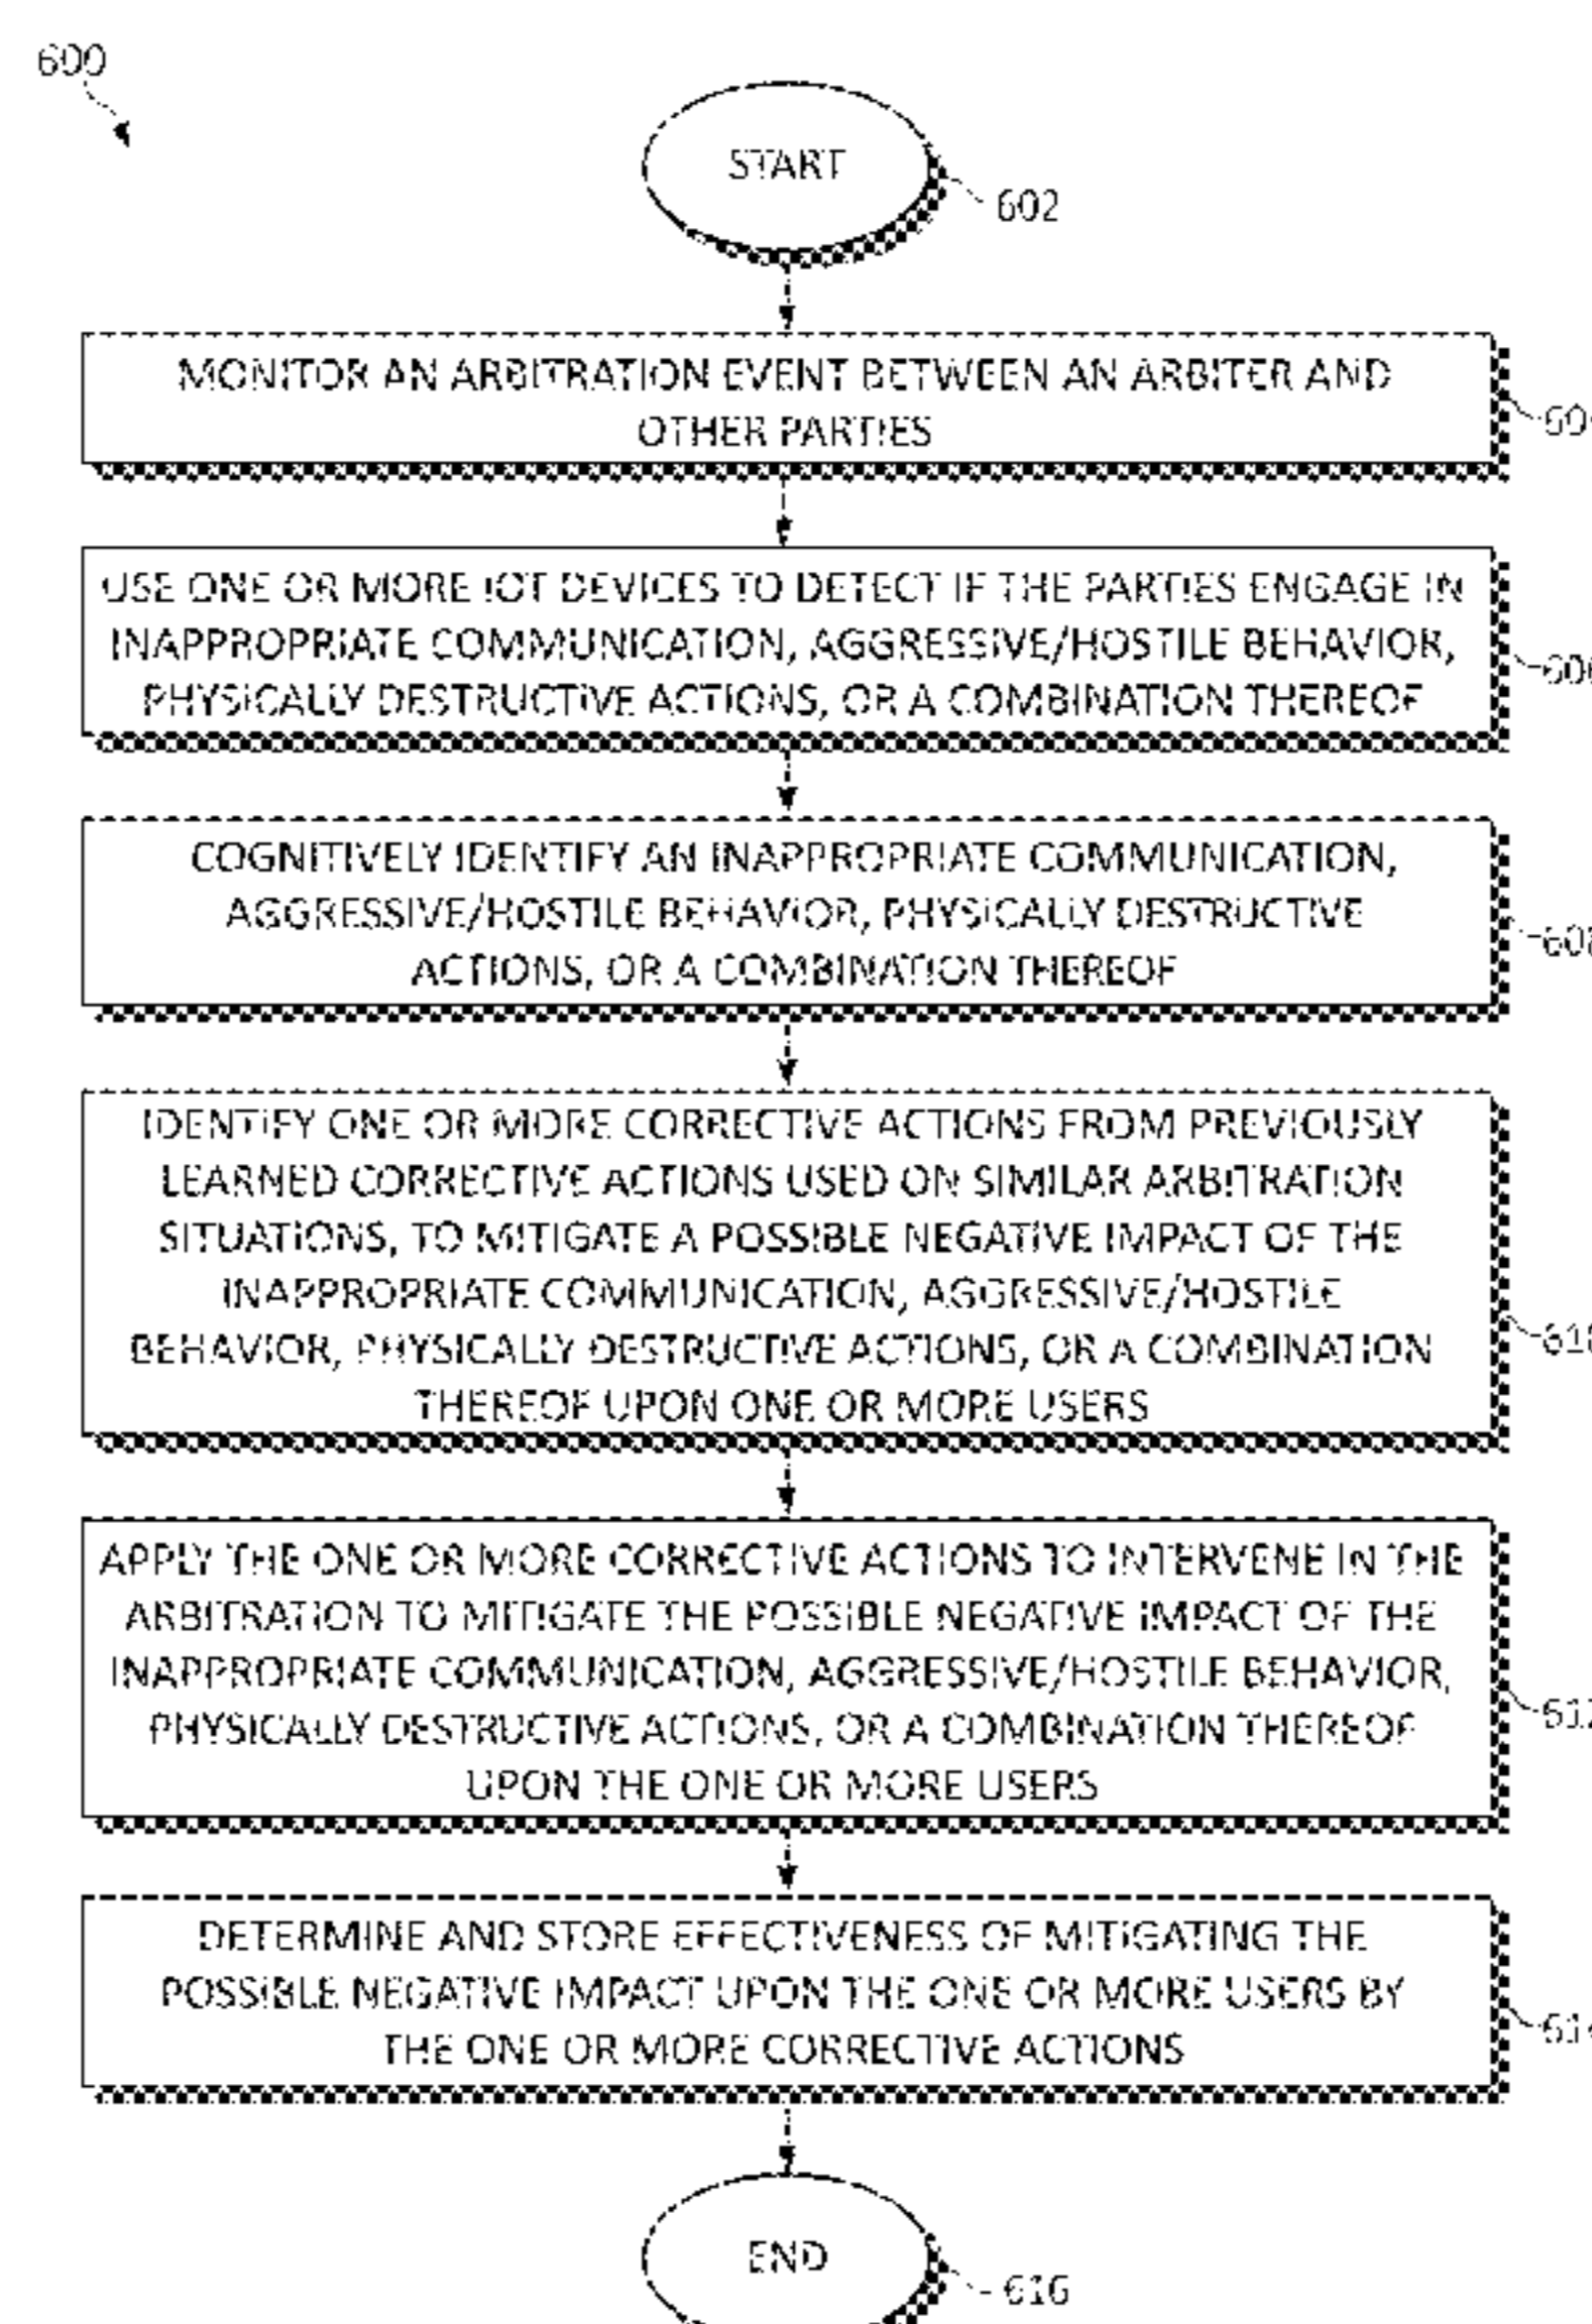 600
START
602
MONITOR AN ARBITRATION EVENT BETWEEN AN ARBITER AND
OTHER PARTIES
USE ONE OR MORE IOT DEVICES TO DETECT IF THE PARTIES ENGAGE IN
INAPPROPRIATE COMMUNICATION, AGGRESSIVE/HOSTILE BEHAVIOR,
PHYSICALLY DESTRUCTIVE ACTIONS, OR A COMBINATION THEREOF
COGNITIVELY IDENTIFY AN INAPPROPRIATE COMMUNICATION,
AGGRESSIVE/HOSTILE BEHAVIOR, PHYSICALLY DESTRUCTIVE
ACTIONS, OR A COMBINATION THEREOF
IDENTIFY ONE OR MORE CORRECTIVE ACTIONS FROM PREVIOUSLY
LEARNED CORRECTIVE ACTIONS USED ON SIMILAR ARBITRATION
SITUATIONS, TO MITIGATE A POSSIBLE NEGATIVE IMPACT OF THE
INAPPROPRIATE COMMUNICATION, AGGRESSIVE/HOSTILE
BEHAVIOR, PHYSICALLY DESTRUCTIVE ACTIONS, OR A COMBINATION
THEREOF UPON ONE OR MORE USERS
APPLY THE ONE OR MORE CORRECTIVE ACTIONS TO INTERVENE IN THE
ARBITRATION TO MITIGATE THE POSSIBLE NEGATIVE IMPACT OF THE
INAPPROPRIATE COMMUNICATION, AGGRESSIVE/HOSTILE BEHAVIOR,
PHYSICALLY DESTRUCTIVE ACTIONS, OR A COMBINATION THEREOF
UPON THE ONE OR MORE USERS
DETERMINE AND STORE EFFECTIVENESS OF MITIGATING THE
POSSIBLE NEGATIVE IMPACT UPON THE ONE OR MORE USERS BY
THE ONE OR MORE CORRECTIVE ACTIONS
END
616